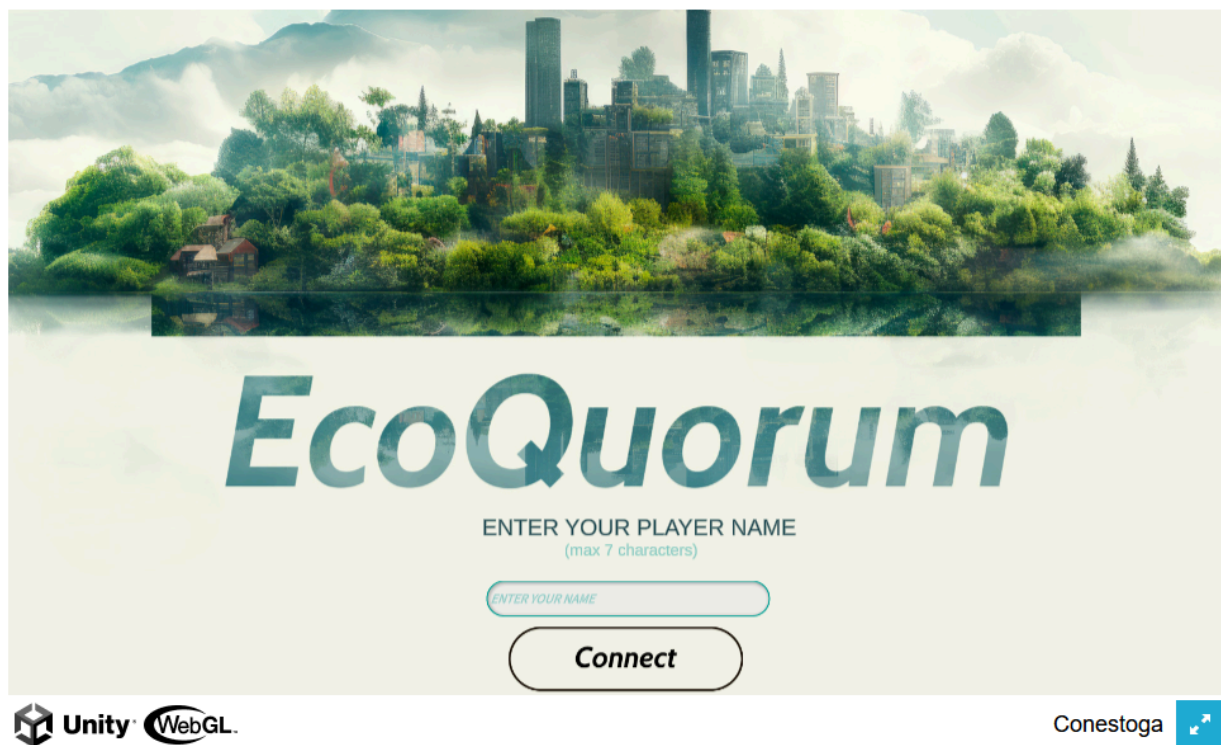 EcoQuorum
ENTER YOUR PLAYER NAME
(max 7 characters)
ENTER YOUR NAME
Connect
Unity WebGL
Conestoga